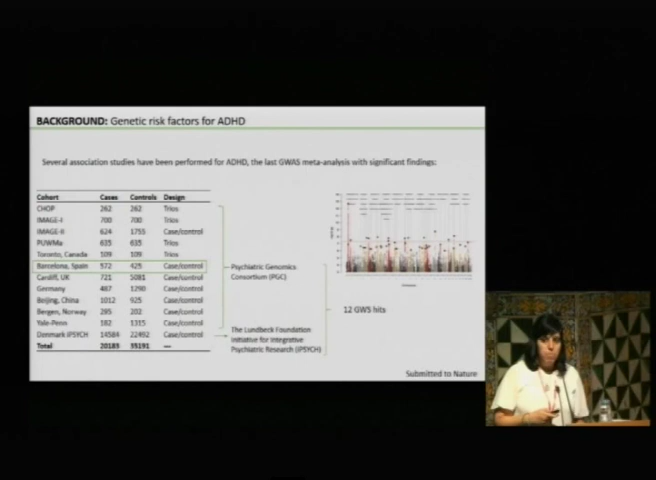 BACKGROUND: Genetic risk factors for ADHD
Several association studies have been performed for ADHD, the last GWAS meta-analysis with significant findings:
Cohort Cases Controls Design
CHOP 262 262 Trios
IMAGE-I 700 700 Trios
IMAGE-II 624 1755 Case/control
PUWMa 635 635 Trios
Toronto, Canada 109 109 Trios
Barcelona, Spain 572 425 Case/control
Cardiff, UK 721 5081 Case/control
Germany 487 1290 Case/control
Beijing, China 1012 925 Case/control
Bergen, Norway 295 202 Case/control
Yale-Penn 182 1315 Case/control
Denmark iPSYCH 14584 22492 Case/control
Total 20183 35191 —
Psychiatric Genomics
Consortium (PGC)
The Lundbeck Foundation
Initiative for Integrative
Psychiatric Research (iPSYCH)
12 GWS hits
Submitted to Nature